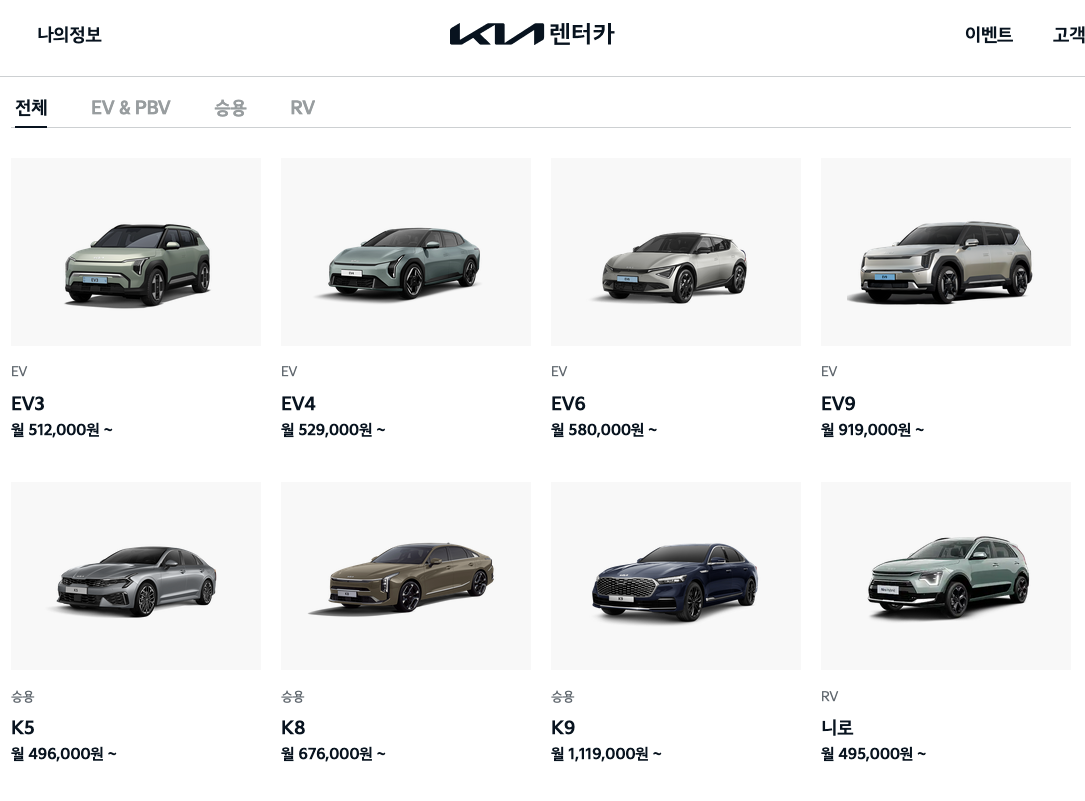 나의정보
KIA 렌터카
이벤트
고객
전체
EV & PBV
승용
RV
EV
EV
EV
EV
EV3
EV4
EV6
EV9
월 512,000원 ~
월 529,000원 ~
월 580,000원 ~
월 919,000원 ~
승용
승용
승용
RV
K5
K8
K9
니로
월 496,000원 ~
월 676,000원 ~
월 1,119,000원 ~
월 495,000원 ~